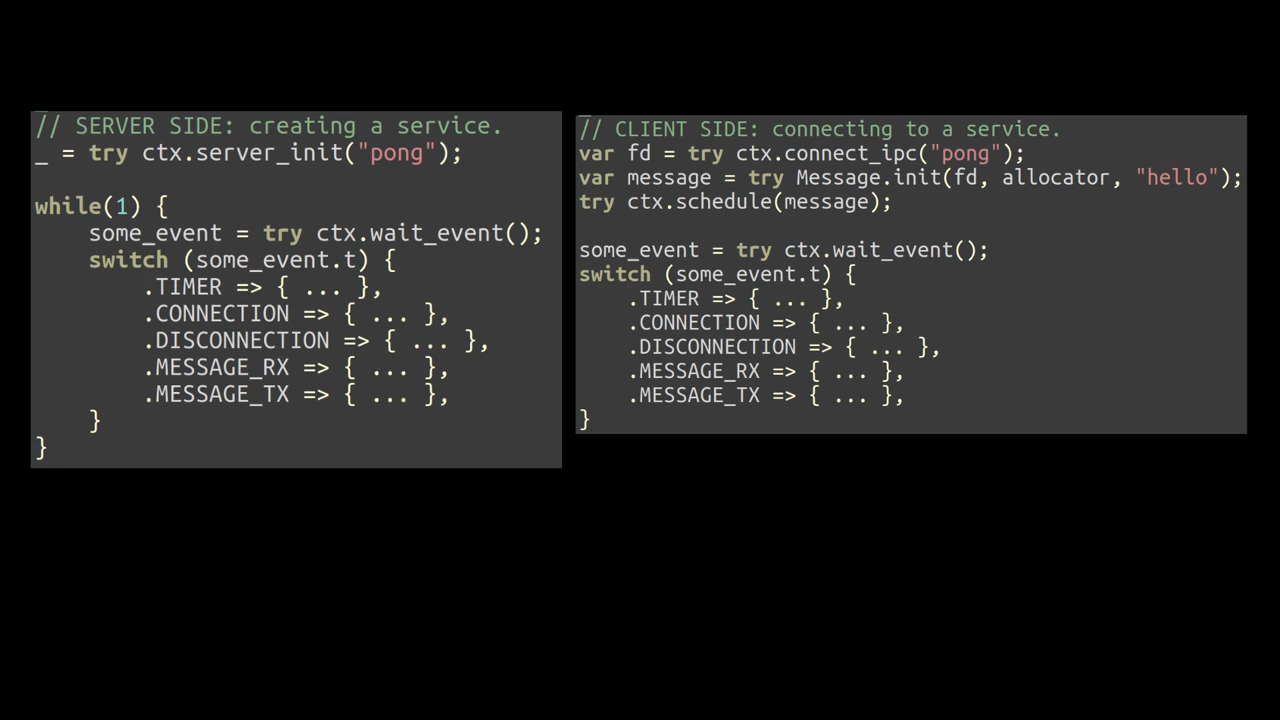 // SERVER SIDE: creating a service.
_ = try ctx.server_init("pong");
while(1) {
    some_event = try ctx.wait_event();
    switch (some_event.t) {
        .TIMER => { ... },
        .CONNECTION => { ... },
        .DISCONNECTION => { ... },
        .MESSAGE_RX => { ... },
        .MESSAGE_TX => { ... },
    }
}
// CLIENT SIDE: connecting to a service.
var fd = try ctx.connect_ipc("pong");
var message = try Message.init(fd, allocator, "hello");
try ctx.schedule(message);
some_event = try ctx.wait_event();
switch (some_event.t) {
    .TIMER => { ... },
    .CONNECTION => { ... },
    .DISCONNECTION => { ... },
    .MESSAGE_RX => { ... },
    .MESSAGE_TX => { ... },
}